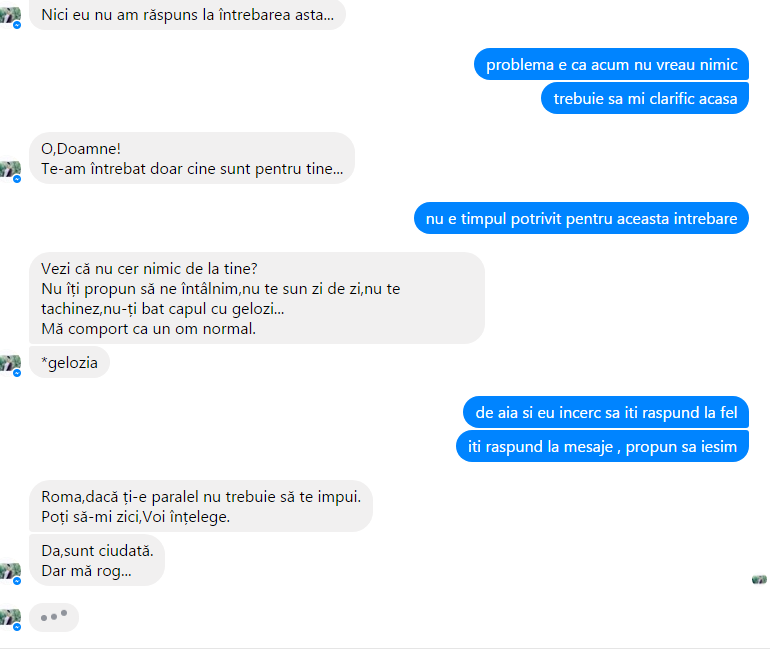 Nici eu nu am răspuns la întrebarea asta...
problema e ca acum nu vreau nimic
trebuie sa mi clarific acasa
O,Doamne!
Te-am întrebat doar cine sunt pentru tine...
nu e timpul potrivit pentru aceasta intrebare
Vezi că nu cer nimic de la tine?
Nu îți propun să ne întâlnim,nu te sun zi de zi,nu te
tachinez,nu-ți bat capul cu gelozi...
Mă comport ca un om normal.
*gelozia
de aia si eu incerc sa iti raspund la fel
iti raspund la mesaje , propun sa iesim
Roma,dacă ți-e paralel nu trebuie să te impui.
Poți să-mi zici,Voi înțelege.
Da,sunt ciudată.
Dar mă rog...